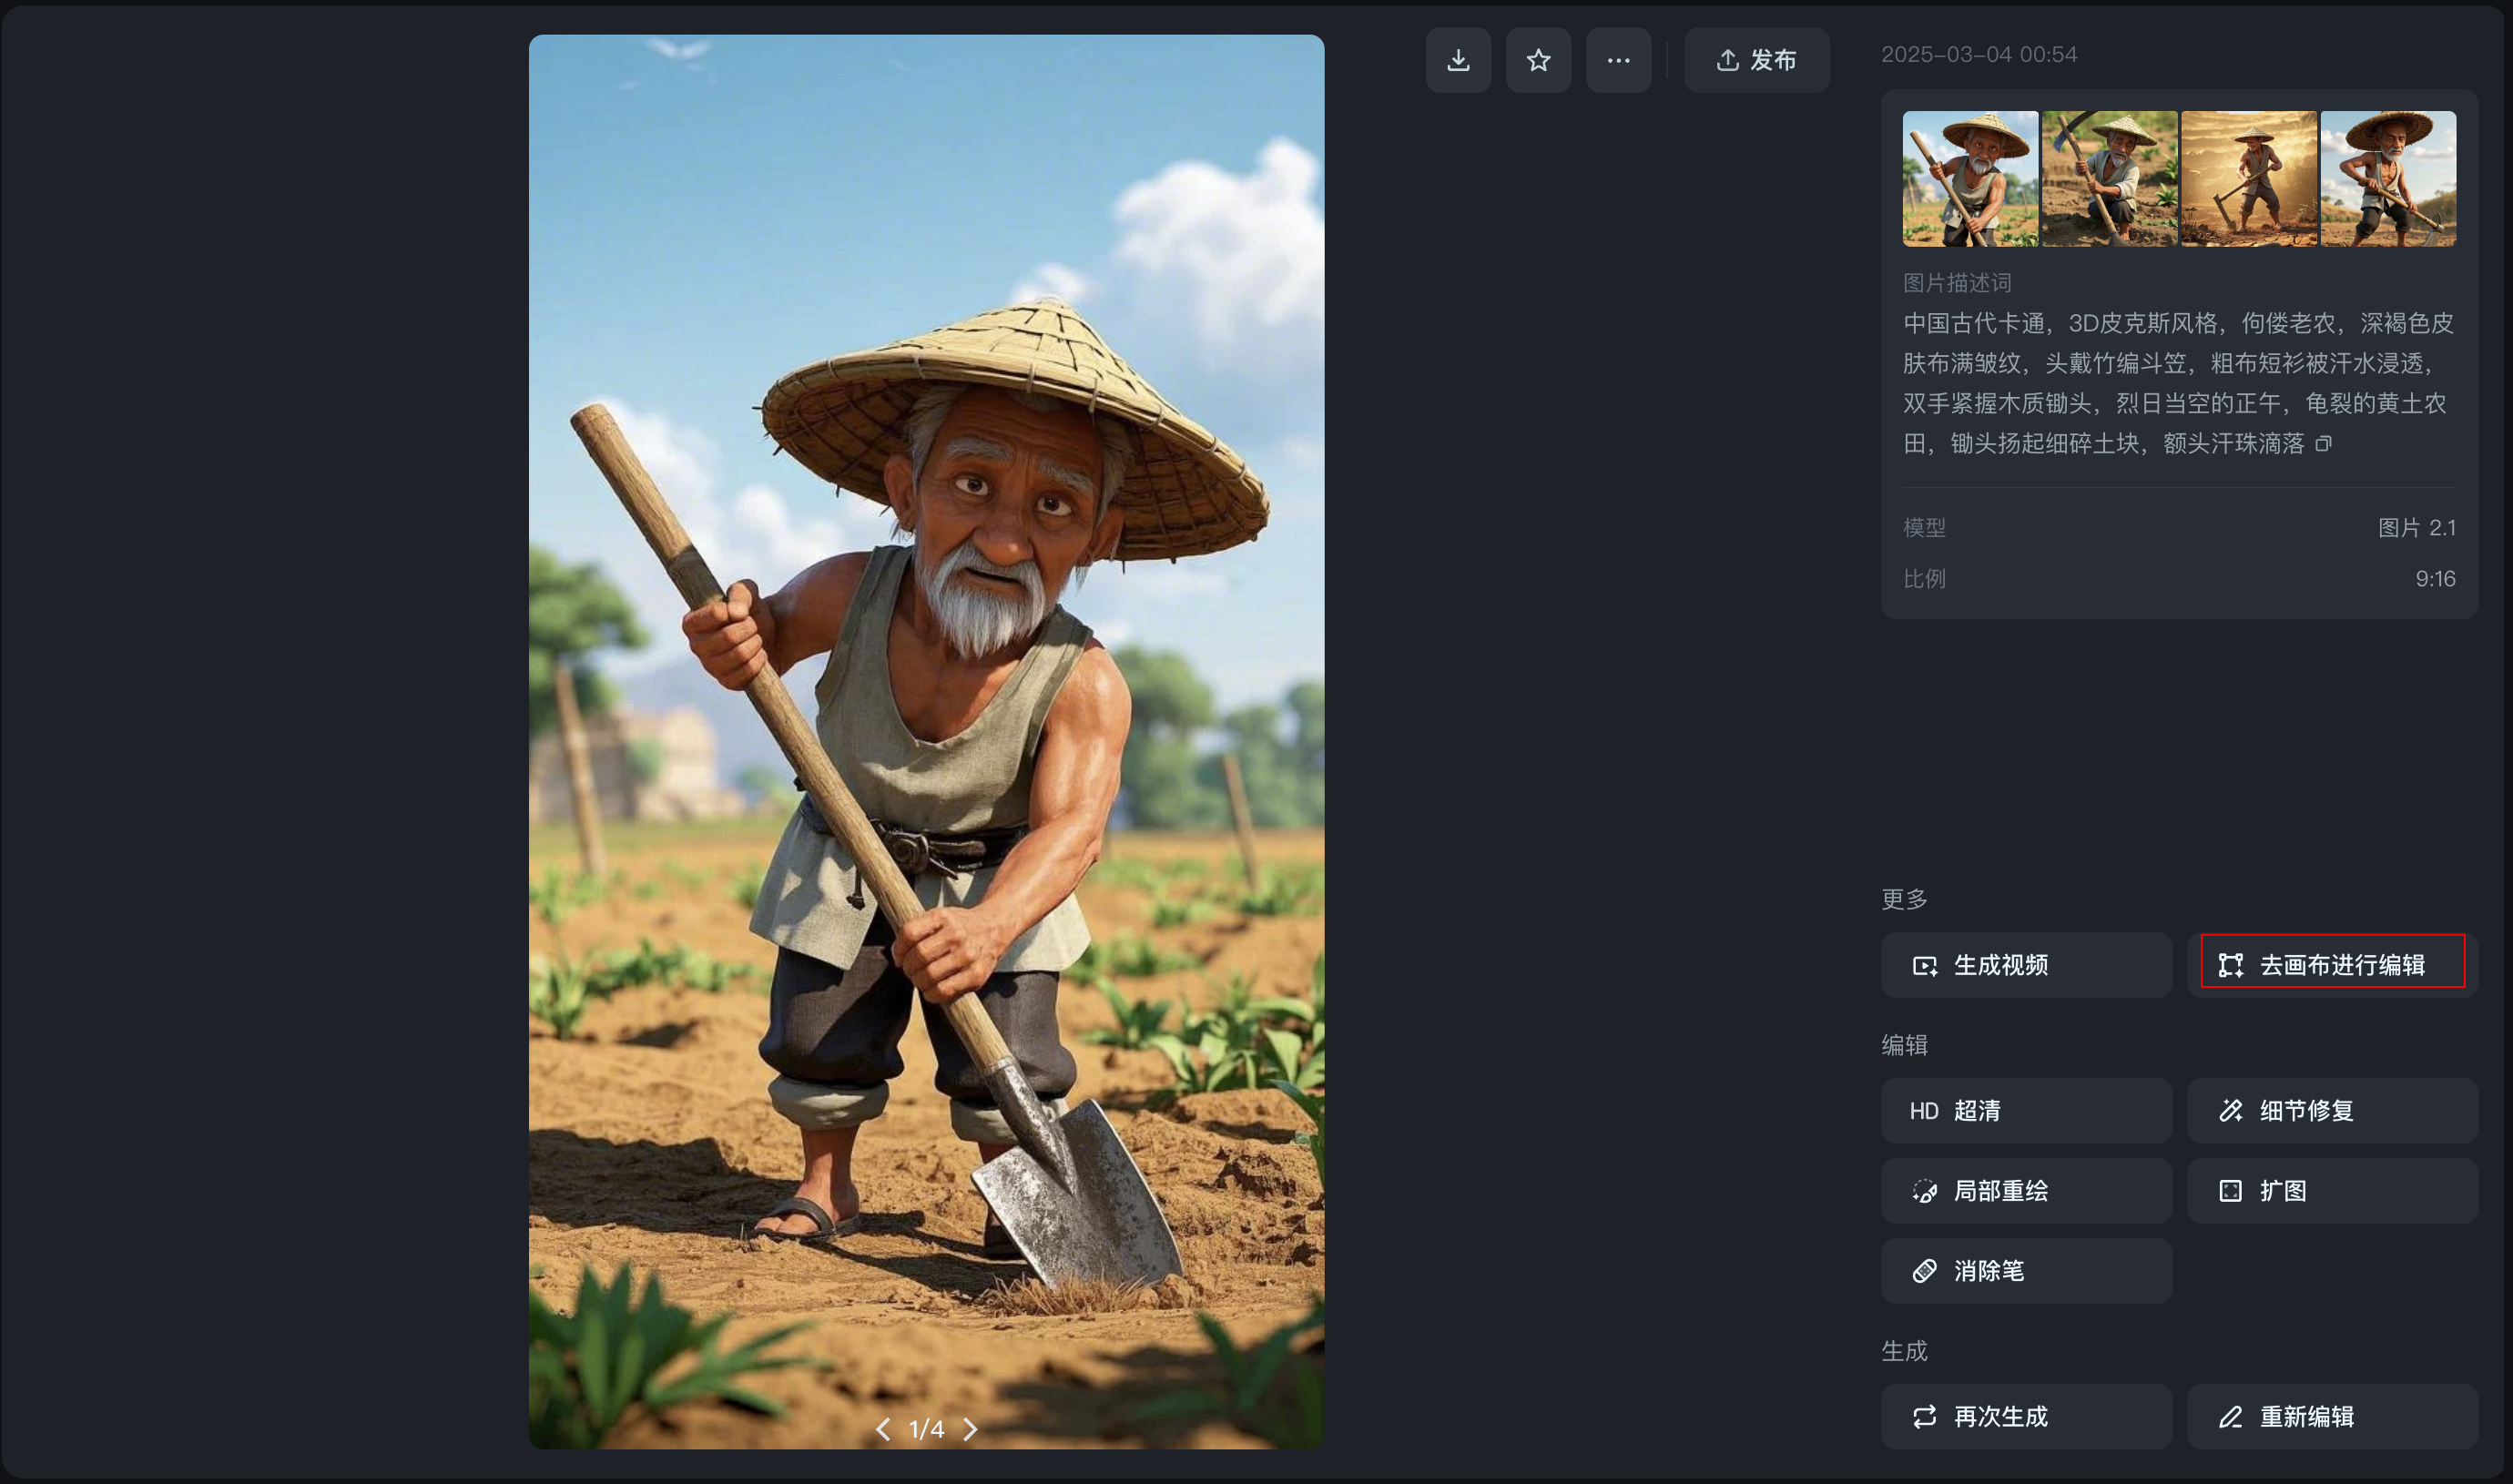 发布
2025-03-04 00:54
图片描述词
中国古代卡通，3D皮克斯风格，佝偻老农，深褐色皮
肤布满皱纹，头戴竹编斗笠，粗布短衫被汗水浸透，
双手紧握木质锄头，烈日当空的正午，龟裂的黄土农
田，锄头扬起细碎土块，额头汗珠滴落
模型 图片 2.1
比例 9:16
更多
生成视频 去画布进行编辑
编辑
HD 超清 细节修复
局部重绘 扩图
消除笔
生成
再次生成 重新编辑
1/4